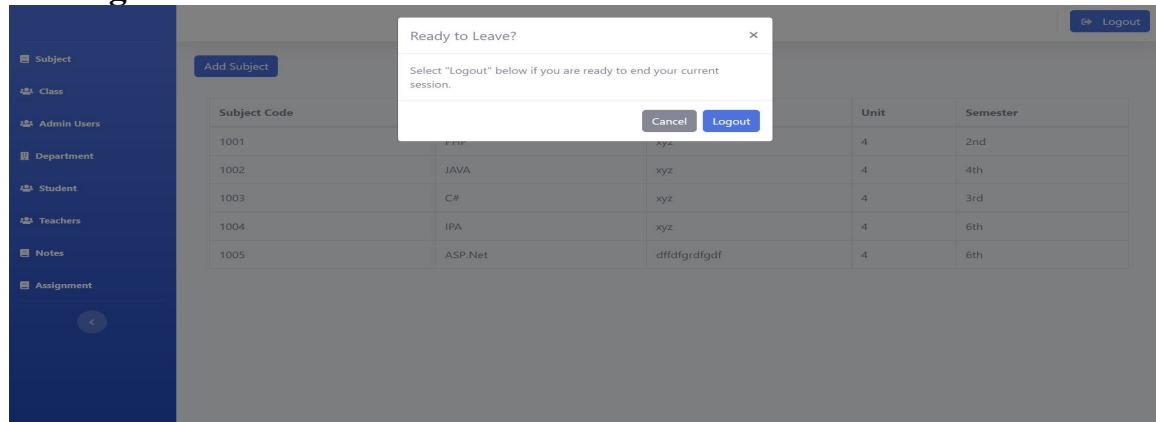 Logout
Ready to Leave? ×
Select "Logout" below if you are ready to end your current
session.
Cancel Logout
Subject
Class
Admin Users
Department
Student
Teachers
Notes
Assignment
Add Subject
Subject Code Unit Semester
1001 PHP xyz 4 2nd
1002 JAVA xyz 4 4th
1003 C# xyz 4 3rd
1004 IPA xyz 4 6th
1005 ASP.Net dffdfgrdfgdf 4 6th